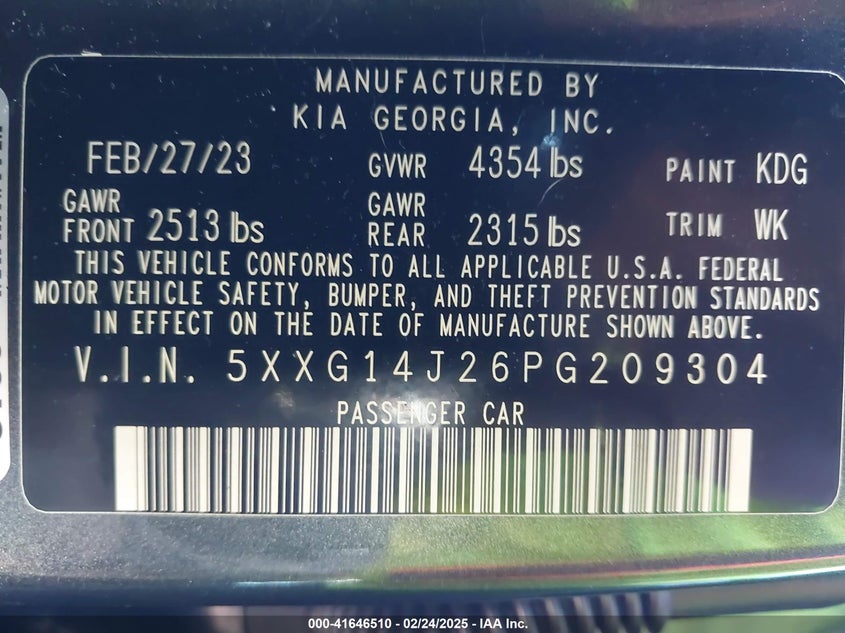 MANUFACTURED BY
KIA GEORGIA, INC.
FEB/27/23 GVWR 4354 lbs PAINT KDG
GAWR FRONT 2513 lbs GAWR REAR 2315 lbs TRIM WK
THIS VEHICLE CONFORMS TO ALL APPLICABLE U.S.A. FEDERAL
MOTOR VEHICLE SAFETY, BUMPER, AND THEFT PREVENTION STANDARDS
IN EFFECT ON THE DATE OF MANUFACTURE SHOWN ABOVE.
V.I.N. 5XXG14J26PG209304
PASSENGER CAR
000-41646510 - 02/24/2025 - IAA Inc.